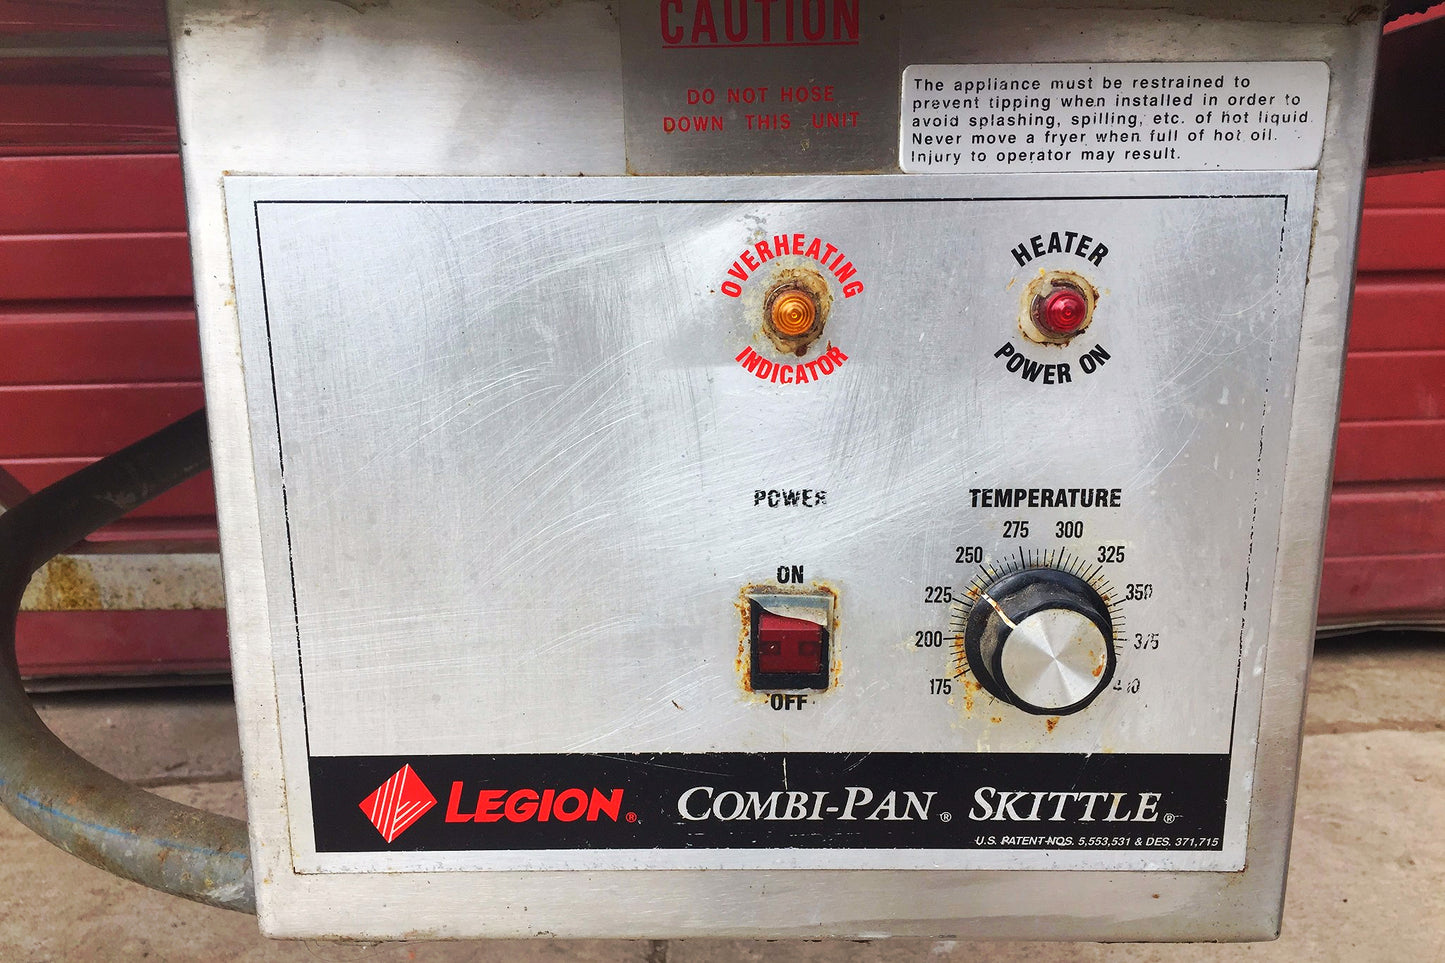 CAUTION
DO NOT HOSE
DOWN THIS UNIT
The appliance must be restrained to
prevent tipping when installed in order to
avoid splashing, spilling, etc. of hot liquid.
Never move a fryer when full of hot oil.
Injury to operator may result.
OVERHEATING
INDICATOR
HEATER
POWER ON
POWER
ON
OFF
TEMPERATURE
175
200
225
250
275
300
325
350
375
LEGION® COMBI-PAN® SKITTLE®
U.S. PATENT NOS. 5,553,531 & DES. 371,715